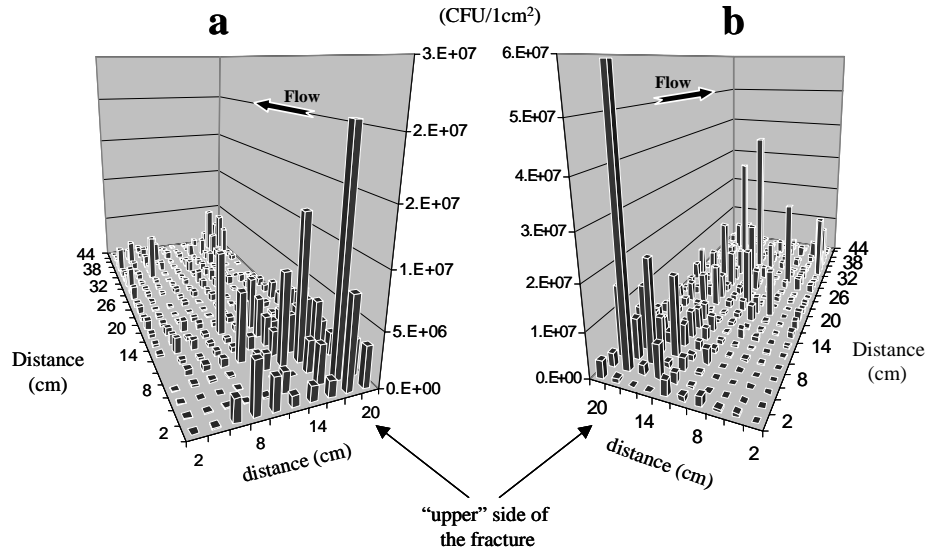 a
(CFU/1cm²)
b
3.E+07
2.E+07
2.E+07
1.E+07
5.E+06
0.E+00
Flow
44
38
32
26
20
14
8
2
Distance
(cm)
2
8
14
20
distance (cm)
6.E+07
5.E+07
4.E+07
3.E+07
2.E+07
1.E+07
0.E+00
Flow
44
38
32
26
20
14
8
2
Distance
(cm)
20
14
8
2
distance (cm)
“upper” side of
the fracture